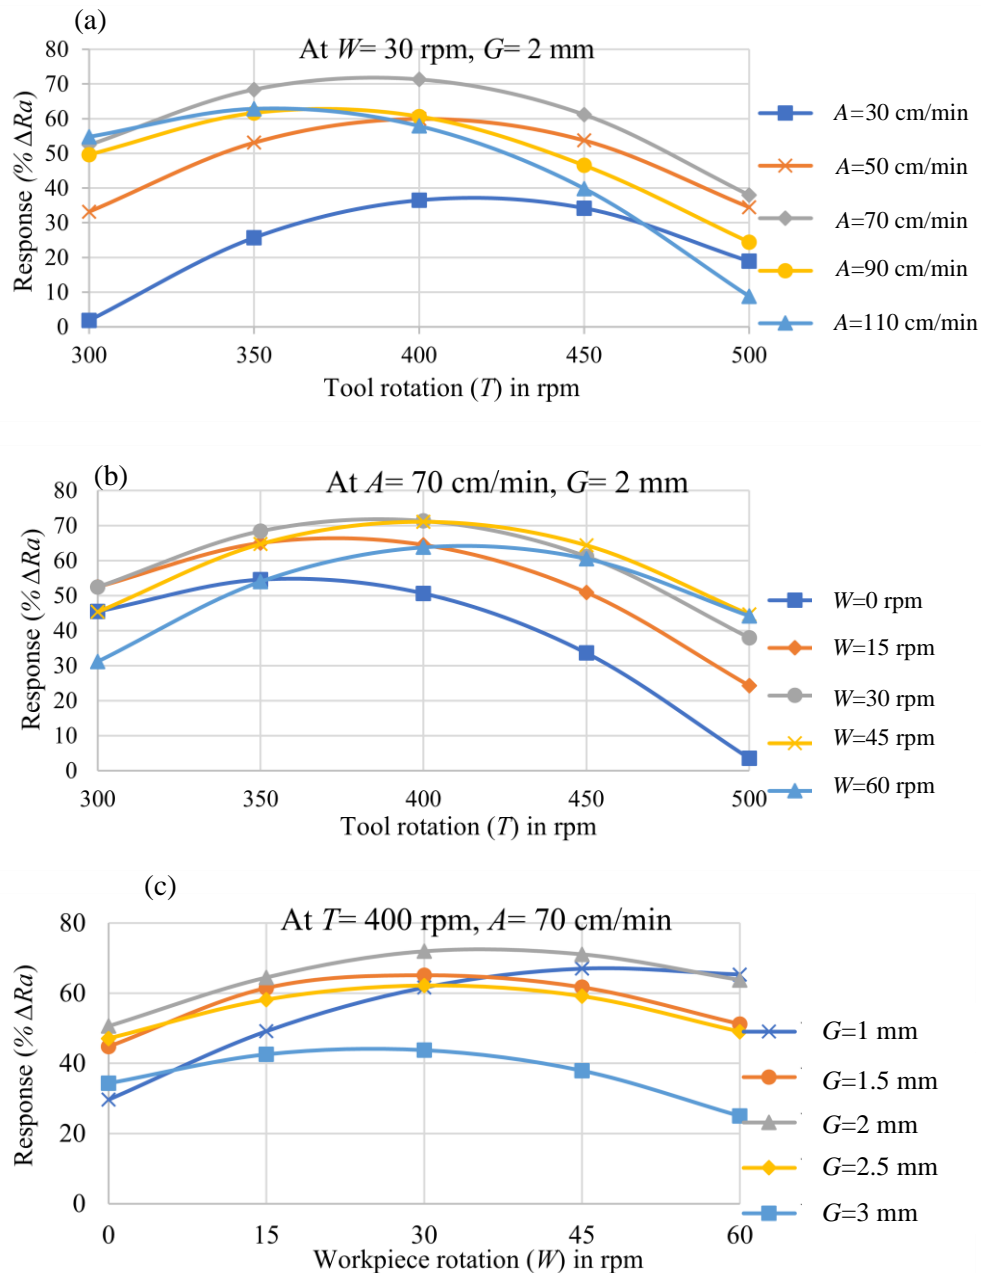 (a)
At W= 30 rpm, G= 2 mm
80
70
60
50
40
30
20
10
0
Response (% ΔRa)
300 350 400 450 500
Tool rotation (T) in rpm
A=30 cm/min
A=50 cm/min
A=70 cm/min
A=90 cm/min
A=110 cm/min
(b)
At A= 70 cm/min, G= 2 mm
80
70
60
50
40
30
20
10
0
Response (% ΔRa)
300 350 400 450 500
Tool rotation (T) in rpm
W=0 rpm
W=15 rpm
W=30 rpm
W=45 rpm
W=60 rpm
(c)
At T= 400 rpm, A= 70 cm/min
80
60
40
20
0
Response (% ΔRa)
0 15 30 45 60
Workpiece rotation (W) in rpm
G=1 mm
G=1.5 mm
G=2 mm
G=2.5 mm
G=3 mm